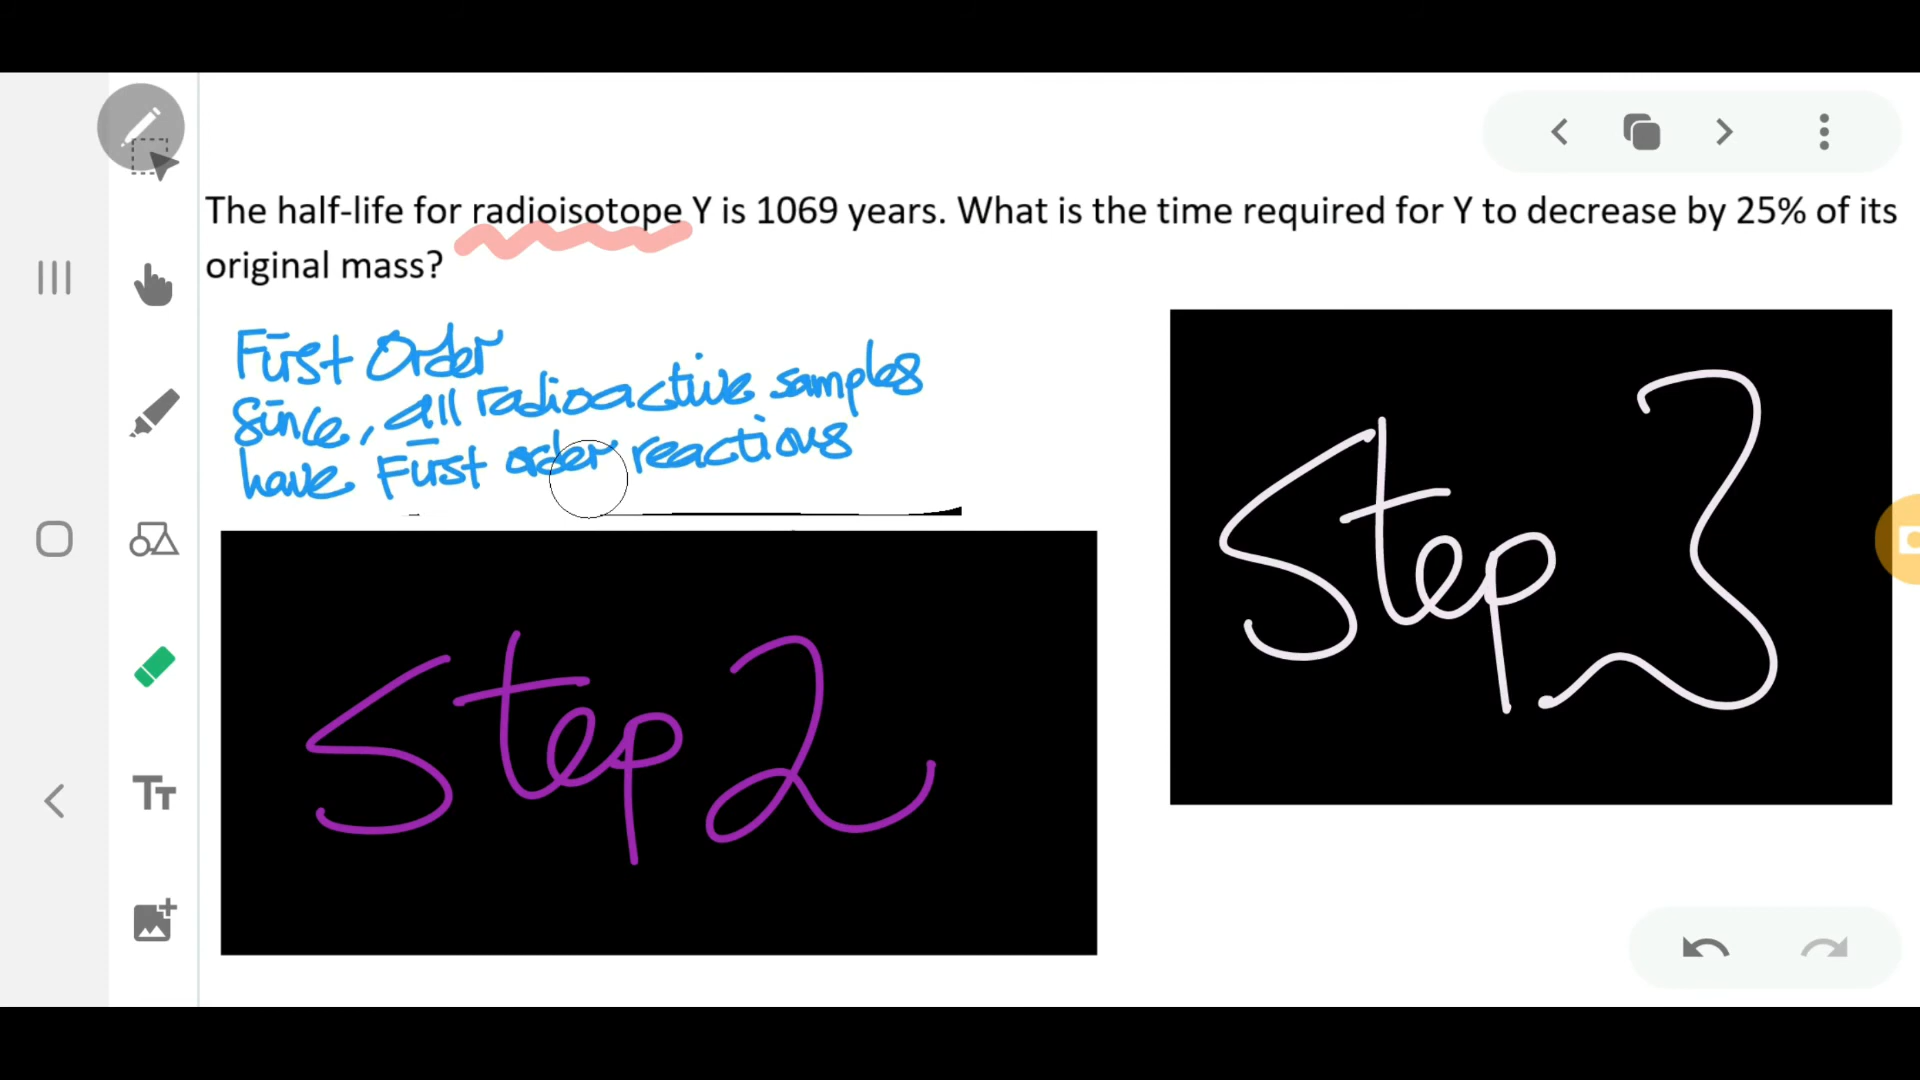 The half-life for radioisotope Y is 1069 years. What is the time required for Y to decrease by 25% of its
original mass?
First Order
Since, all radioactive samples
have First order reactions
Step 2
Step 3
TT